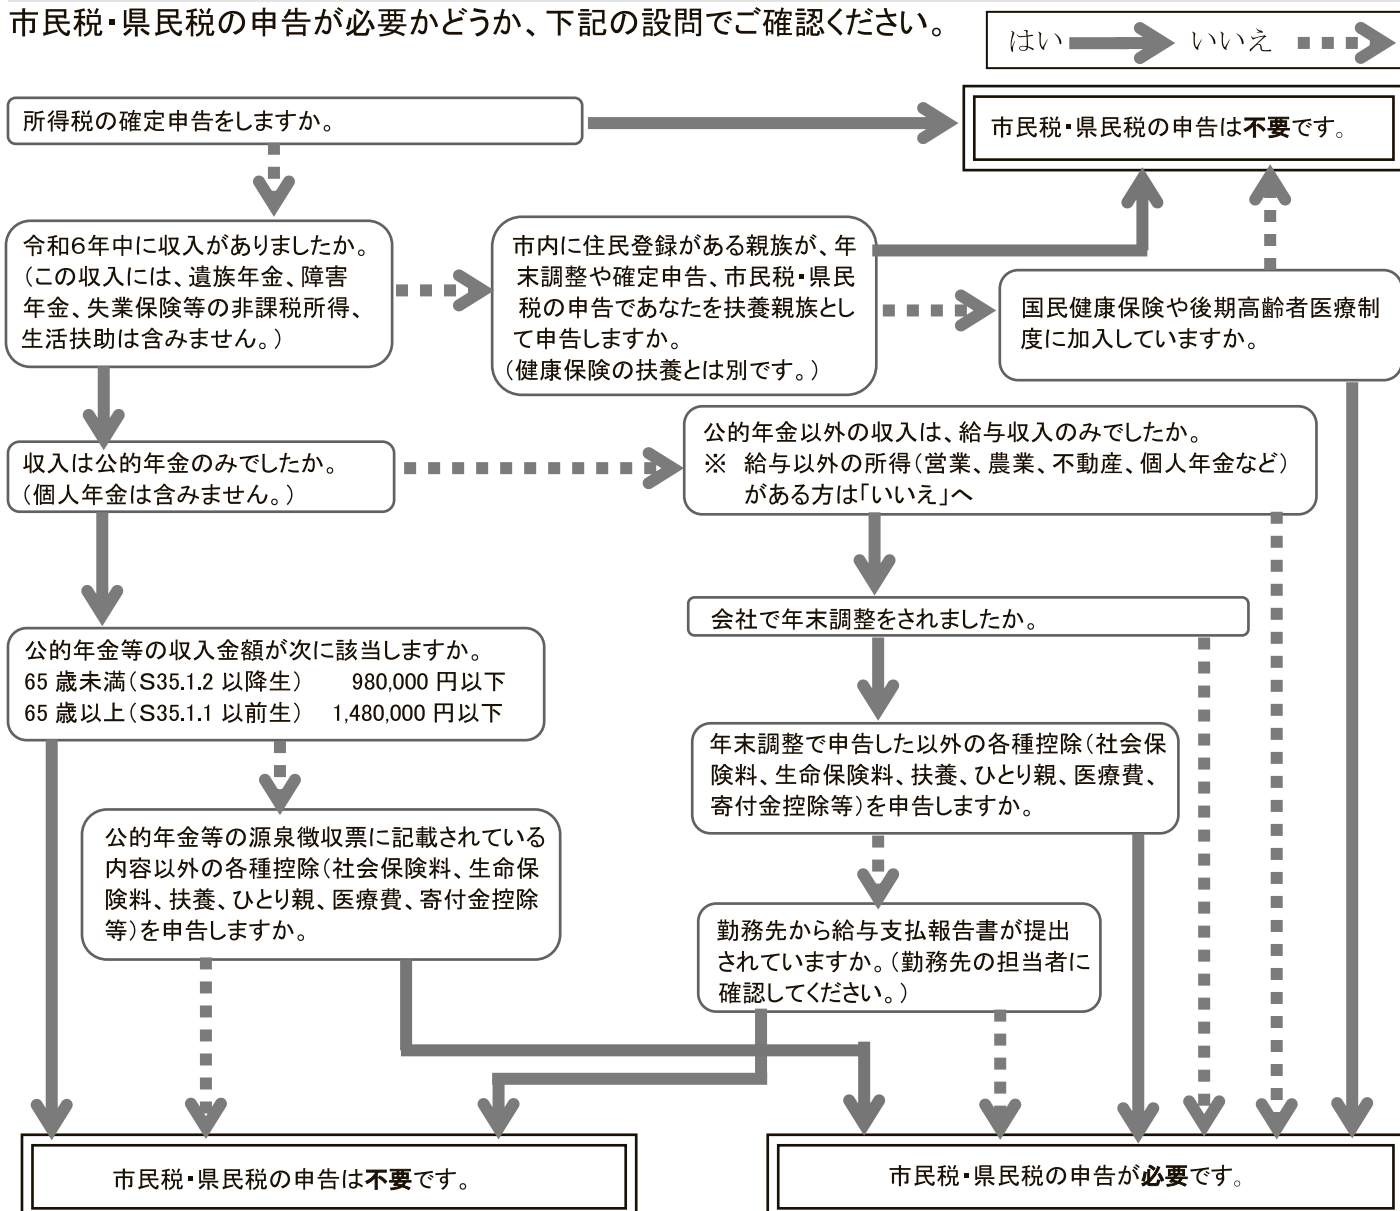 市民税・県民税の申告が必要かどうか、下記の設問でご確認ください。
はい
いいえ
所得税の確定申告をしますか。
市民税・県民税の申告は不要です。
令和6年中に収入がありましたか。
(この収入には、遺族年金、障害
年金、失業保険等の非課税所得、
生活扶助は含みません。)
市内に住民登録がある親族が、年
末調整や確定申告、市民税・県民
税の申告であなたを扶養親族とし
て申告しますか。
(健康保険の扶養とは別です。)
国民健康保険や後期高齢者医療制
度に加入していますか。
収入は公的年金のみでしたか。
(個人年金は含みません。)
公的年金以外の収入は、給与収入のみでしたか。
※ 給与以外の所得(営業、農業、不動産、個人年金など)
がある方は「いいえ」へ
会社で年末調整をされましたか。
公的年金等の収入金額が次に該当しますか。
65 歳未満(S35.1.2 以降生) 980,000 円以下
65 歳以上(S35.1.1 以前生) 1,480,000 円以下
年末調整で申告した以外の各種控除(社会保
険料、生命保険料、扶養、ひとり親、医療費、
寄付金控除等)を申告しますか。
公的年金等の源泉徴収票に記載されている
内容以外の各種控除(社会保険料、生命保
険料、扶養、ひとり親、医療費、寄付金控除
等)を申告しますか。
勤務先から給与支払報告書が提出
されていますか。(勤務先の担当者に
確認してください。)
市民税・県民税の申告は不要です。
市民税・県民税の申告が必要です。